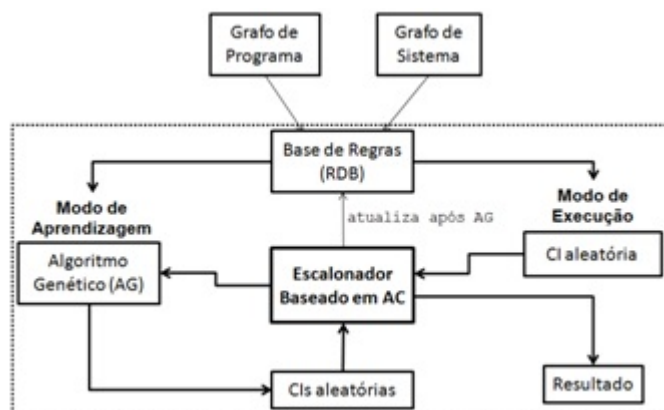 Grafo de
Programa
Grafo de
Sistema
Base de Regras
(RDB)
Modo de
Aprendizagem
Modo de
Execução
atualiza após AG
Algoritmo
Genético (AG)
Escalonador
Baseado em AC
CI aleatória
CIs aleatórias
Resultado